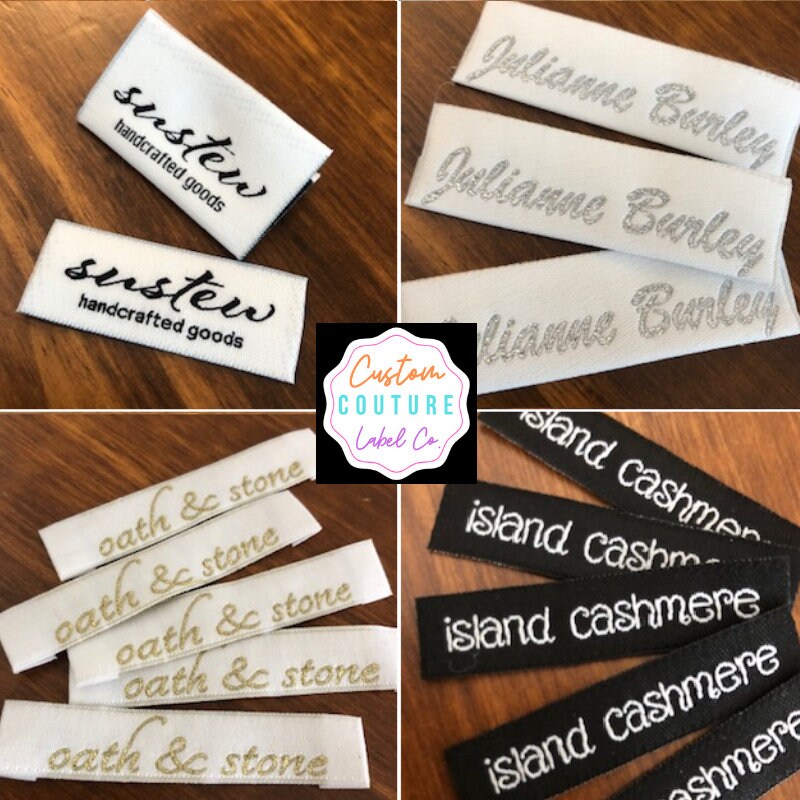 sustew
handcrafted goods
sustew
handcrafted goods
Julianne Burley
Julianne Burley
Julianne Burley
Custom
COUTURE
Label Co.
oath & stone
oath & stone
oath & stone
oath & stone
oath & stone
island cashmere
island cashmere
island cashmere
island cashmere
cashmere